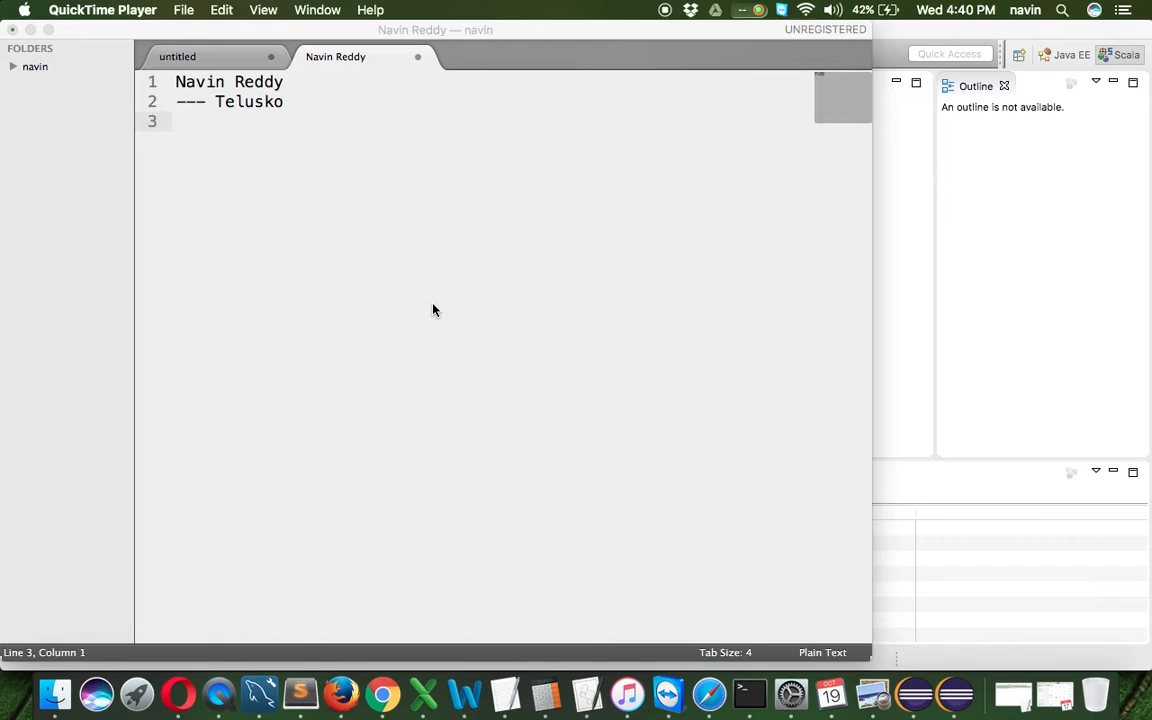 QuickTime Player File Edit View Window Help -- 42% Wed 4:40 PM navin
Navin Reddy — navin UNREGISTERED
FOLDERS
navin
untitled Navin Reddy
1 Navin Reddy
2 --- Telusko
3
Quick Access Java EE Scala
Outline
An outline is not available.
Line 3, Column 1 Tab Size: 4 Plain Text
OCT
19